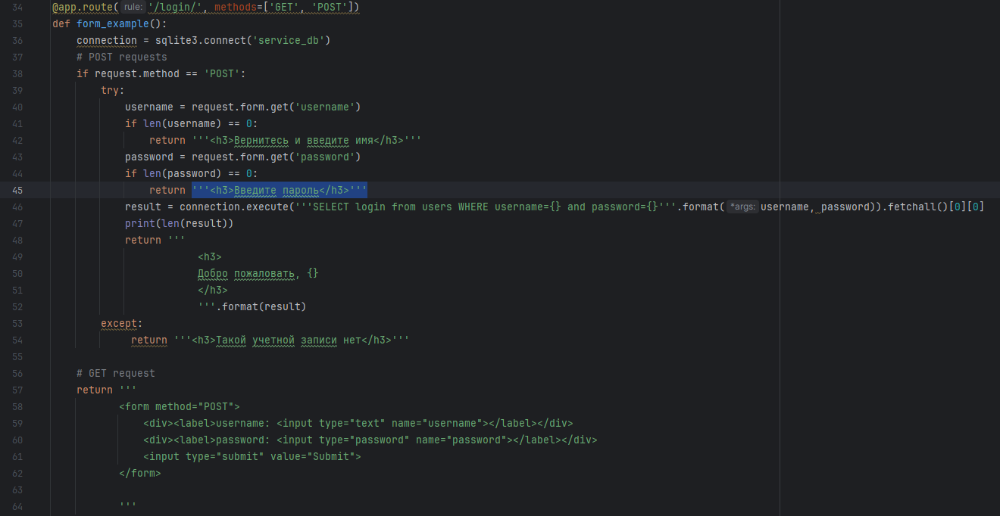 34 @app.route( rule: '/login/', methods=['GET', 'POST'])
35 def form_example():
36     connection = sqlite3.connect('service_db')
37     # POST requests
38     if request.method == 'POST':
39         try:
40             username = request.form.get('username')
41             if len(username) == 0:
42                 return '''<h3>Вернитесь и введите имя</h3>'''
43             password = request.form.get('password')
44             if len(password) == 0:
45                 return '''<h3>Введите пароль</h3>'''
46             result = connection.execute('''SELECT login from users WHERE username={} and password={}'''.format( *args: username, password)).fetchall()[0][0]
47             print(len(result))
48             return '''
49                         <h3>
50                         Добро пожаловать, {}
51                         </h3>
52                         '''.format(result)
53         except:
54              return '''<h3>Такой учетной записи нет</h3>'''
55
56     # GET request
57     return '''
58            <form method="POST">
59                <div><label>username: <input type="text" name="username"></label></div>
60                <div><label>password: <input type="password" name="password"></label></div>
61                <input type="submit" value="Submit">
62            </form>
63
64            '''